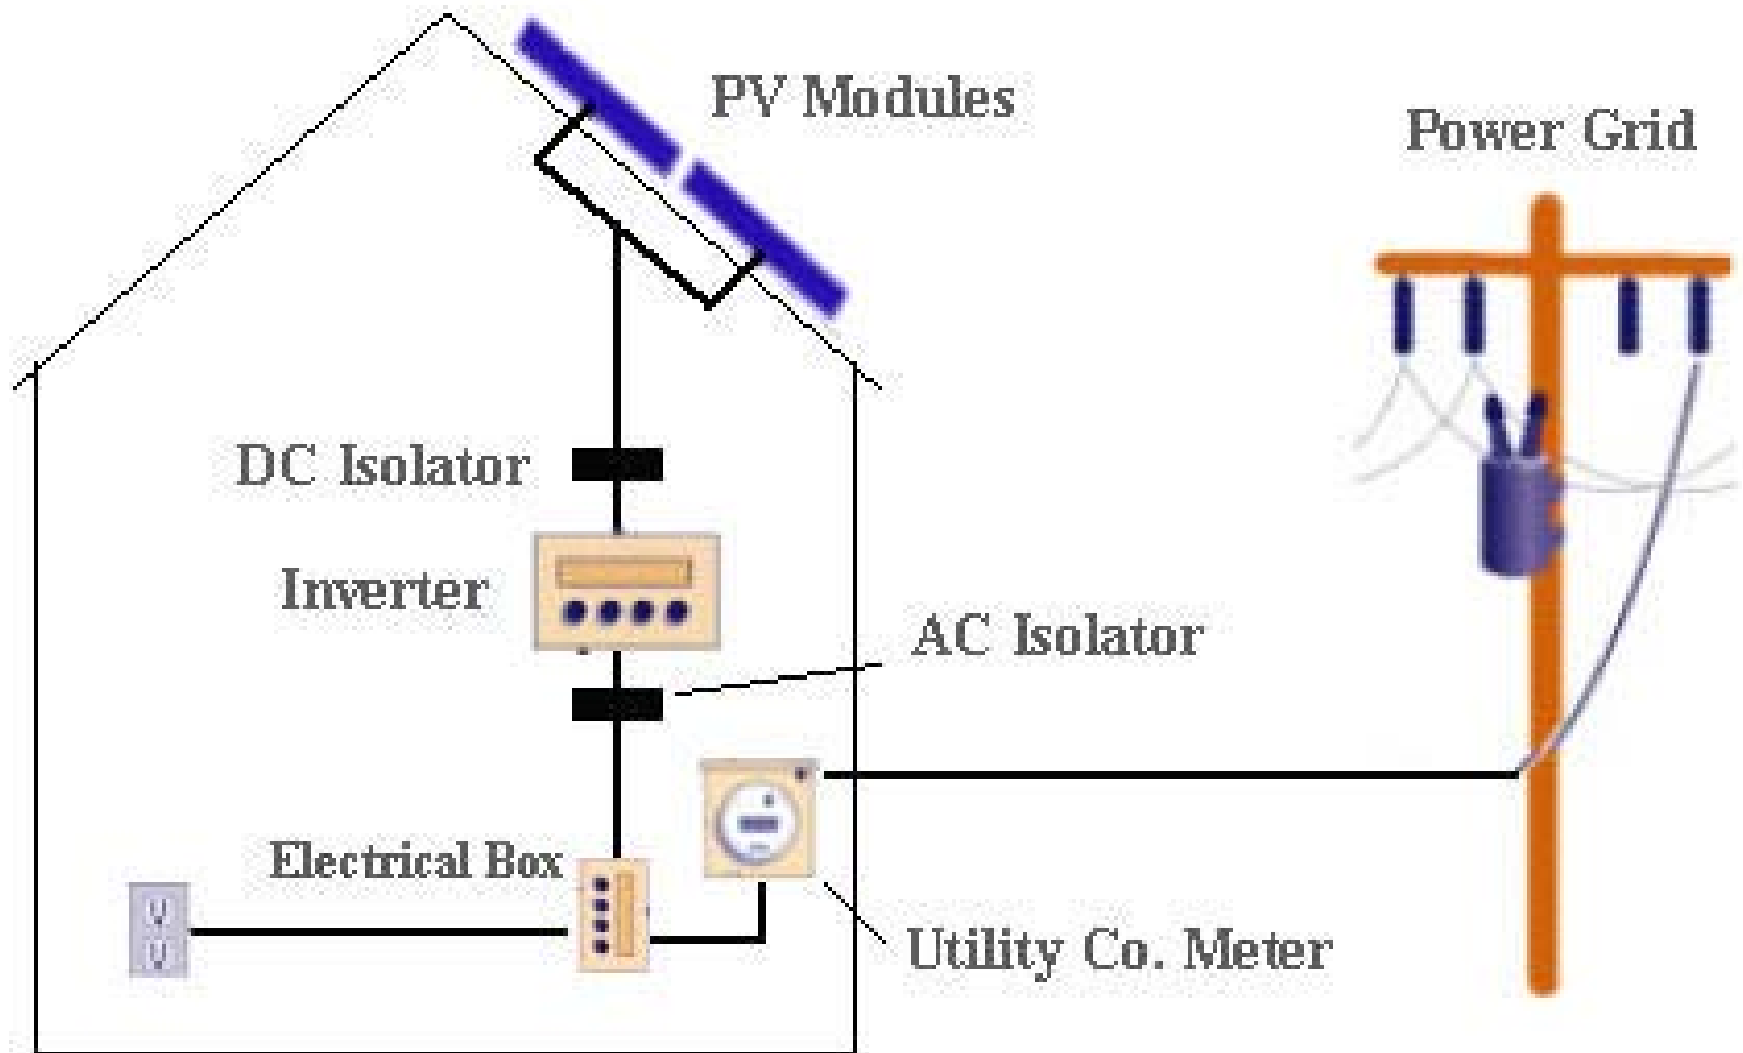 PV Modules
Power Grid
DC Isolator
Inverter
AC Isolator
Electrical Box
Utility Co. Meter